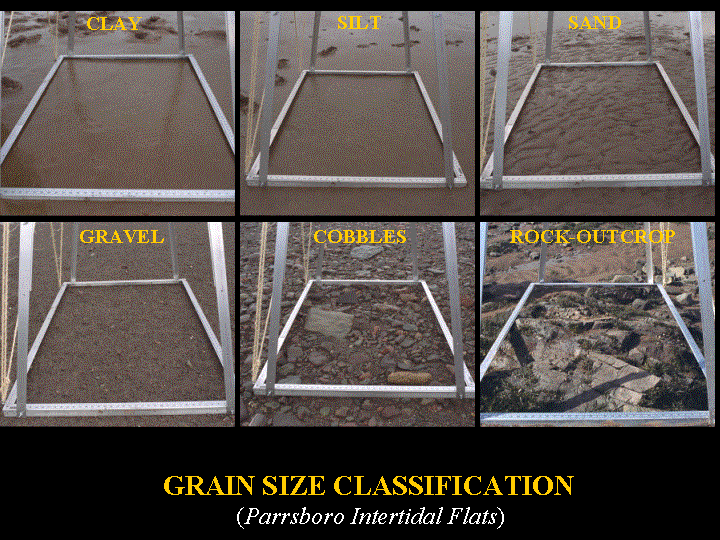 CLAY
SILT
SAND
GRAVEL
COBBLES
ROCK-OUTCROP
GRAIN SIZE CLASSIFICATION
(Parrsboro Intertidal Flats)